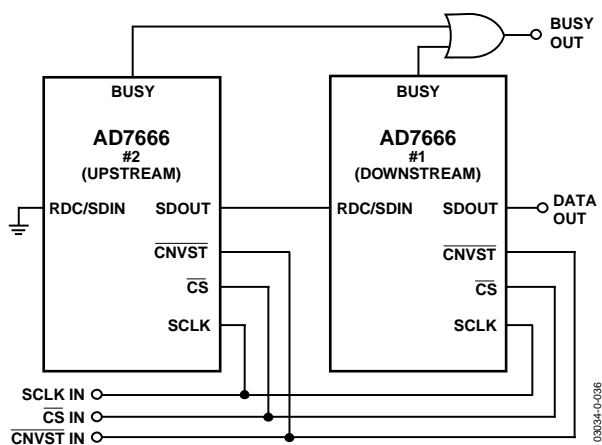 BUSY
OUT
BUSY
BUSY
AD7666
#2
(UPSTREAM)
AD7666
#1
(DOWNSTREAM)
RDC/SDIN
SDOUT
RDC/SDIN
SDOUT
DATA
OUT
CNVST
CNVST
CS
CS
SCLK
SCLK
SCLK IN
CS IN
CNVST IN
03034-0-036